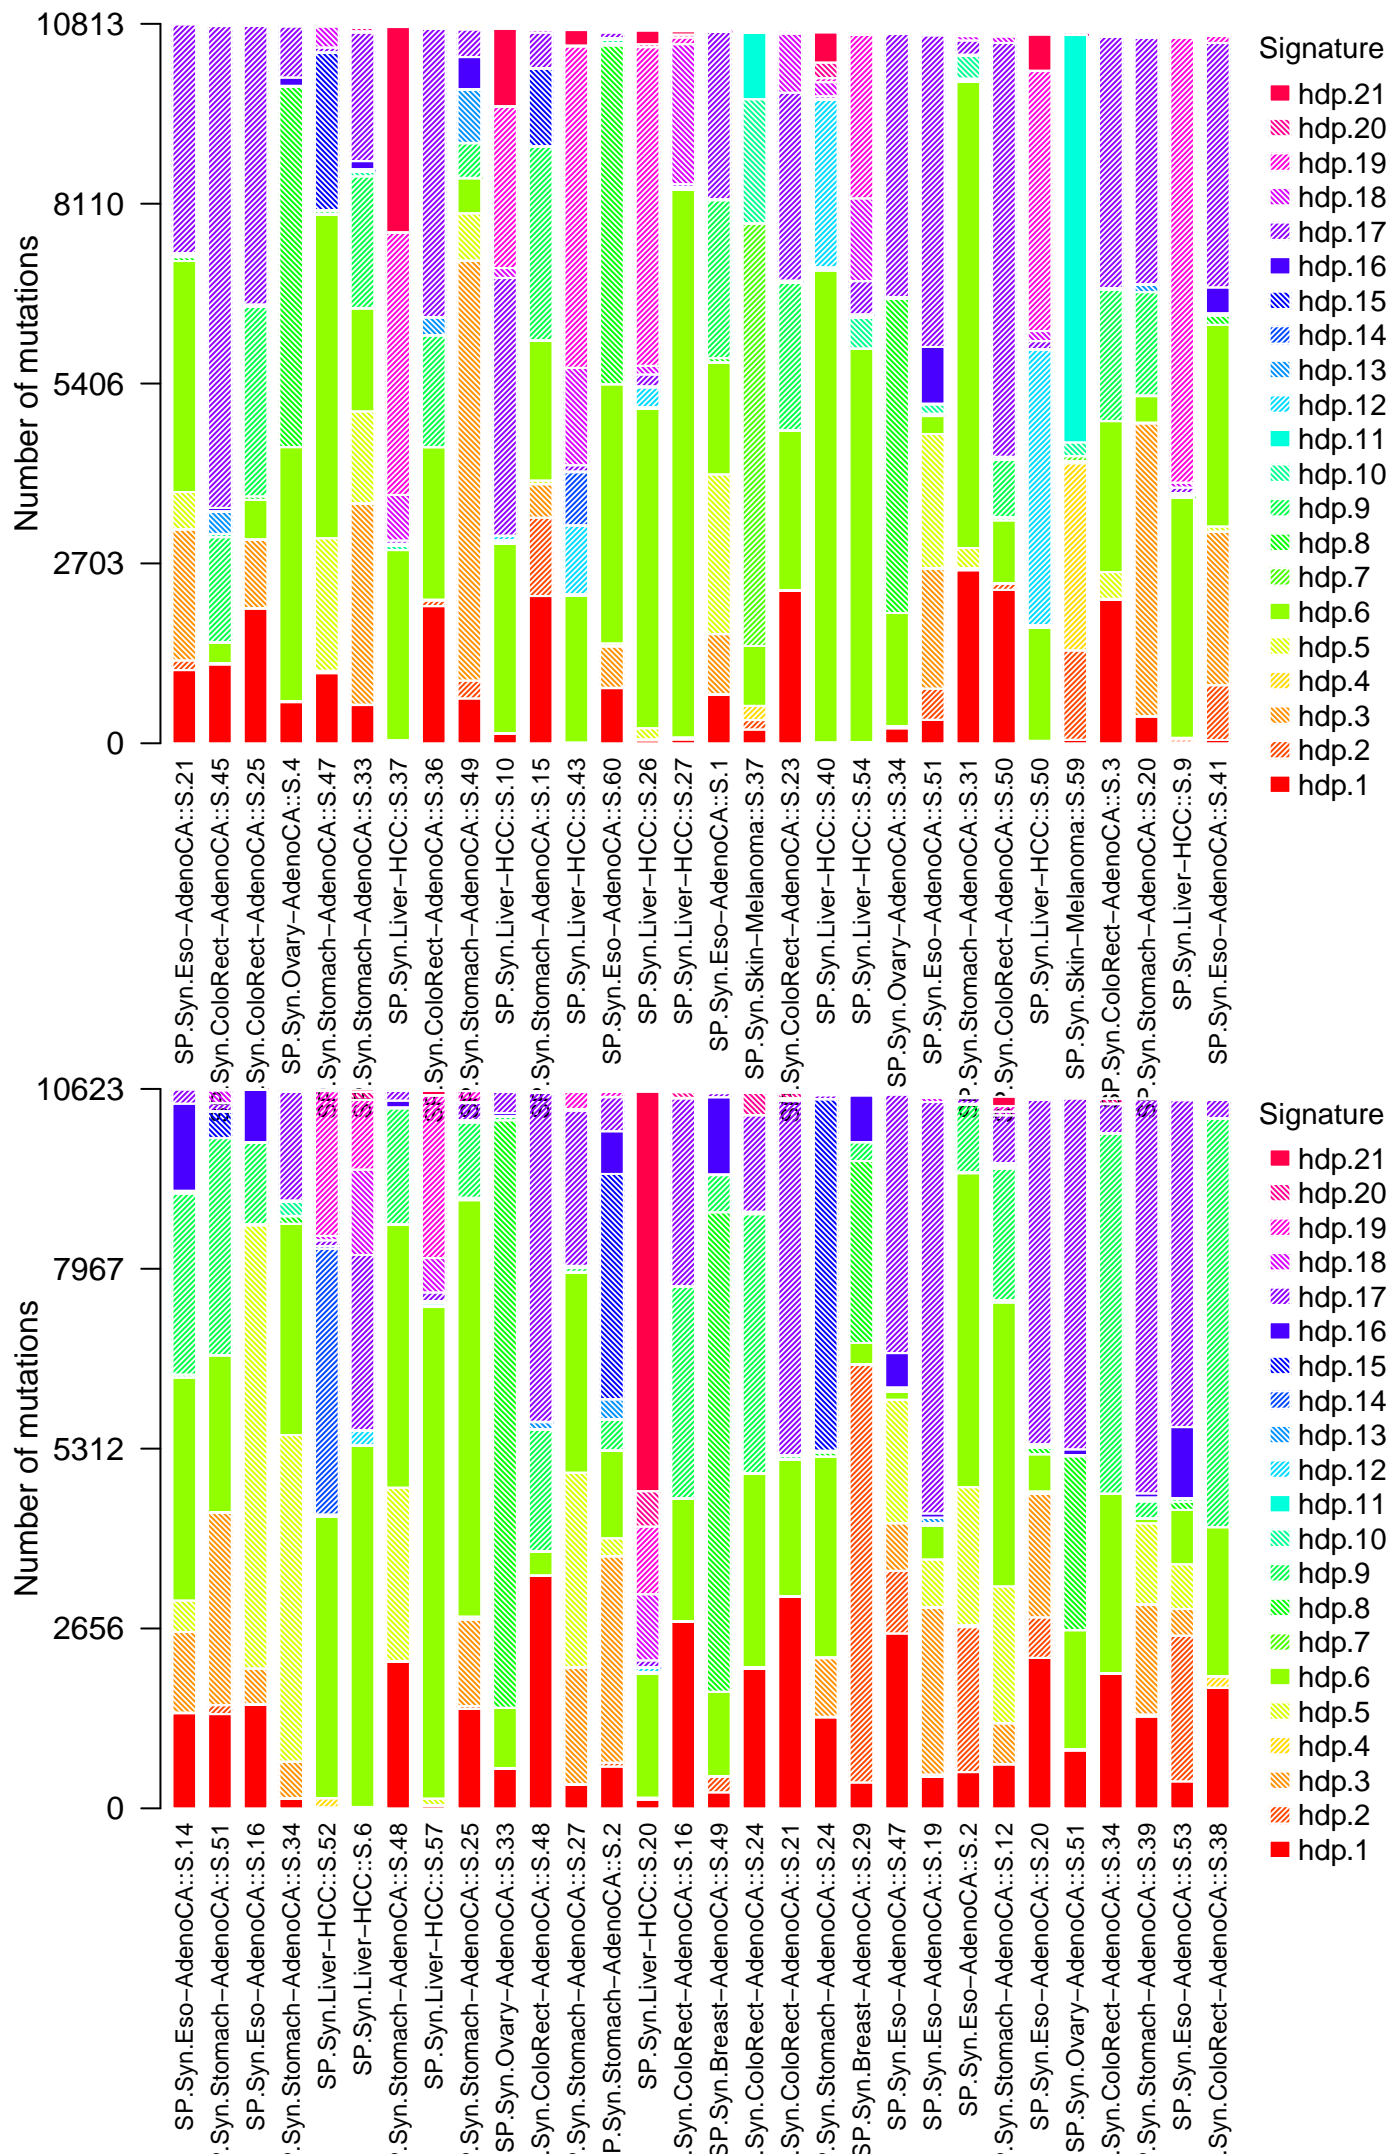 10813
8110
5406
2703
0
Number of mutations
Signature
hdp.21
hdp.20
hdp.19
hdp.18
hdp.17
hdp.16
hdp.15
hdp.14
hdp.13
hdp.12
hdp.11
hdp.10
hdp.9
hdp.8
hdp.7
hdp.6
hdp.5
hdp.4
hdp.3
hdp.2
hdp.1
SP.Syn.Eso−AdenoCA::S.21
SP.Syn.ColoRect−AdenoCA::S.45
SP.Syn.ColoRect−AdenoCA::S.25
SP.Syn.Ovary−AdenoCA::S.4
SP.Syn.Stomach−AdenoCA::S.47
SP.Syn.Stomach−AdenoCA::S.33
SP.Syn.Liver−HCC::S.37
SP.Syn.ColoRect−AdenoCA::S.36
SP.Syn.Stomach−AdenoCA::S.49
SP.Syn.Liver−HCC::S.10
SP.Syn.Stomach−AdenoCA::S.15
SP.Syn.Liver−HCC::S.43
SP.Syn.Eso−AdenoCA::S.60
SP.Syn.Liver−HCC::S.26
SP.Syn.Liver−HCC::S.27
SP.Syn.Eso−AdenoCA::S.1
SP.Syn.Skin−Melanoma::S.37
SP.Syn.ColoRect−AdenoCA::S.23
SP.Syn.Liver−HCC::S.40
SP.Syn.Liver−HCC::S.54
SP.Syn.Ovary−AdenoCA::S.34
SP.Syn.Eso−AdenoCA::S.51
SP.Syn.Stomach−AdenoCA::S.31
SP.Syn.ColoRect−AdenoCA::S.50
SP.Syn.Liver−HCC::S.50
SP.Syn.Skin−Melanoma::S.59
SP.Syn.ColoRect−AdenoCA::S.3
SP.Syn.Stomach−AdenoCA::S.20
SP.Syn.Liver−HCC::S.9
SP.Syn.Eso−AdenoCA::S.41
10623
7967
5312
2656
0
Number of mutations
Signature
hdp.21
hdp.20
hdp.19
hdp.18
hdp.17
hdp.16
hdp.15
hdp.14
hdp.13
hdp.12
hdp.11
hdp.10
hdp.9
hdp.8
hdp.7
hdp.6
hdp.5
hdp.4
hdp.3
hdp.2
hdp.1
SP.Syn.Eso−AdenoCA::S.14
P.Syn.Stomach−AdenoCA::S.51
SP.Syn.Eso−AdenoCA::S.16
P.Syn.Stomach−AdenoCA::S.34
SP.Syn.Liver−HCC::S.52
SP.Syn.Liver−HCC::S.6
P.Syn.Stomach−AdenoCA::S.48
SP.Syn.Liver−HCC::S.57
P.Syn.Stomach−AdenoCA::S.25
SP.Syn.Ovary−AdenoCA::S.33
.Syn.ColoRect−AdenoCA::S.48
P.Syn.Stomach−AdenoCA::S.27
P.Syn.Stomach−AdenoCA::S.2
SP.Syn.Liver−HCC::S.20
.Syn.ColoRect−AdenoCA::S.16
SP.Syn.Breast−AdenoCA::S.49
.Syn.ColoRect−AdenoCA::S.24
.Syn.ColoRect−AdenoCA::S.21
P.Syn.Stomach−AdenoCA::S.24
SP.Syn.Breast−AdenoCA::S.29
SP.Syn.Eso−AdenoCA::S.47
SP.Syn.Eso−AdenoCA::S.19
SP.Syn.Eso−AdenoCA::S.2
P.Syn.Stomach−AdenoCA::S.12
SP.Syn.Eso−AdenoCA::S.20
SP.Syn.Ovary−AdenoCA::S.51
.Syn.ColoRect−AdenoCA::S.34
P.Syn.Stomach−AdenoCA::S.39
SP.Syn.Eso−AdenoCA::S.53
.Syn.ColoRect−AdenoCA::S.38